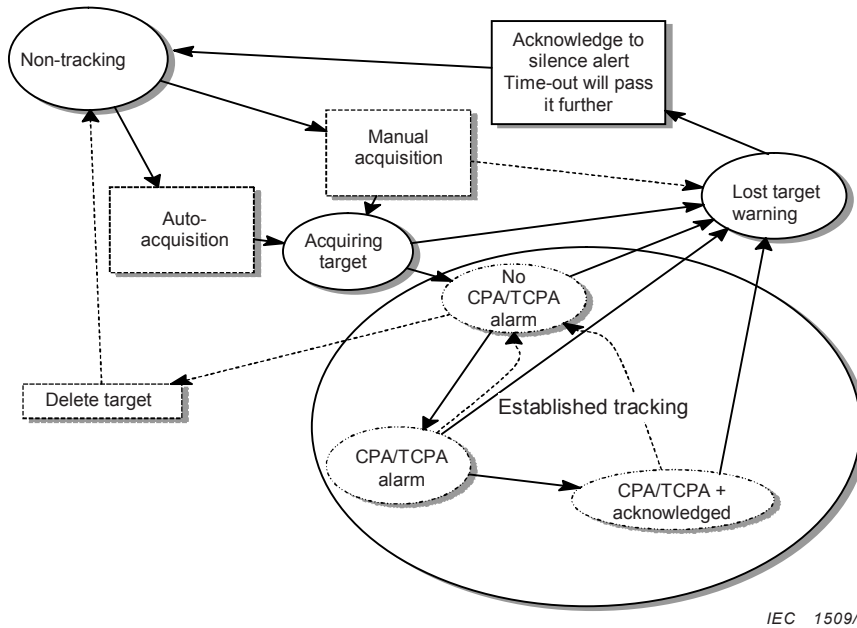 Non-tracking
Acknowledge to
silence alert
Time-out will pass
it further
Manual
acquisition
Lost target
warning
Auto-
acquisition
Acquiring
target
No
CPA/TCPA
alarm
Delete target
Established tracking
CPA/TCPA
alarm
CPA/TCPA +
acknowledged
IEC 1509/